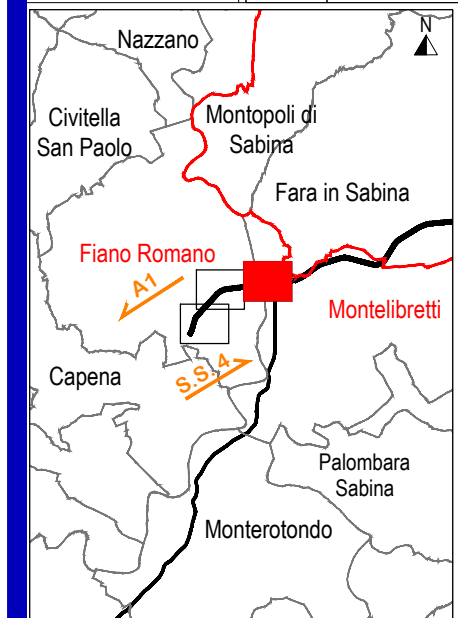 N
Nazzano
Civitella
San Paolo
Montopoli di
Sabina
Fara in Sabina
Fiano Romano
A1
Montelibretti
S.S. 4
Capena
Palombara
Sabina
Monterotondo